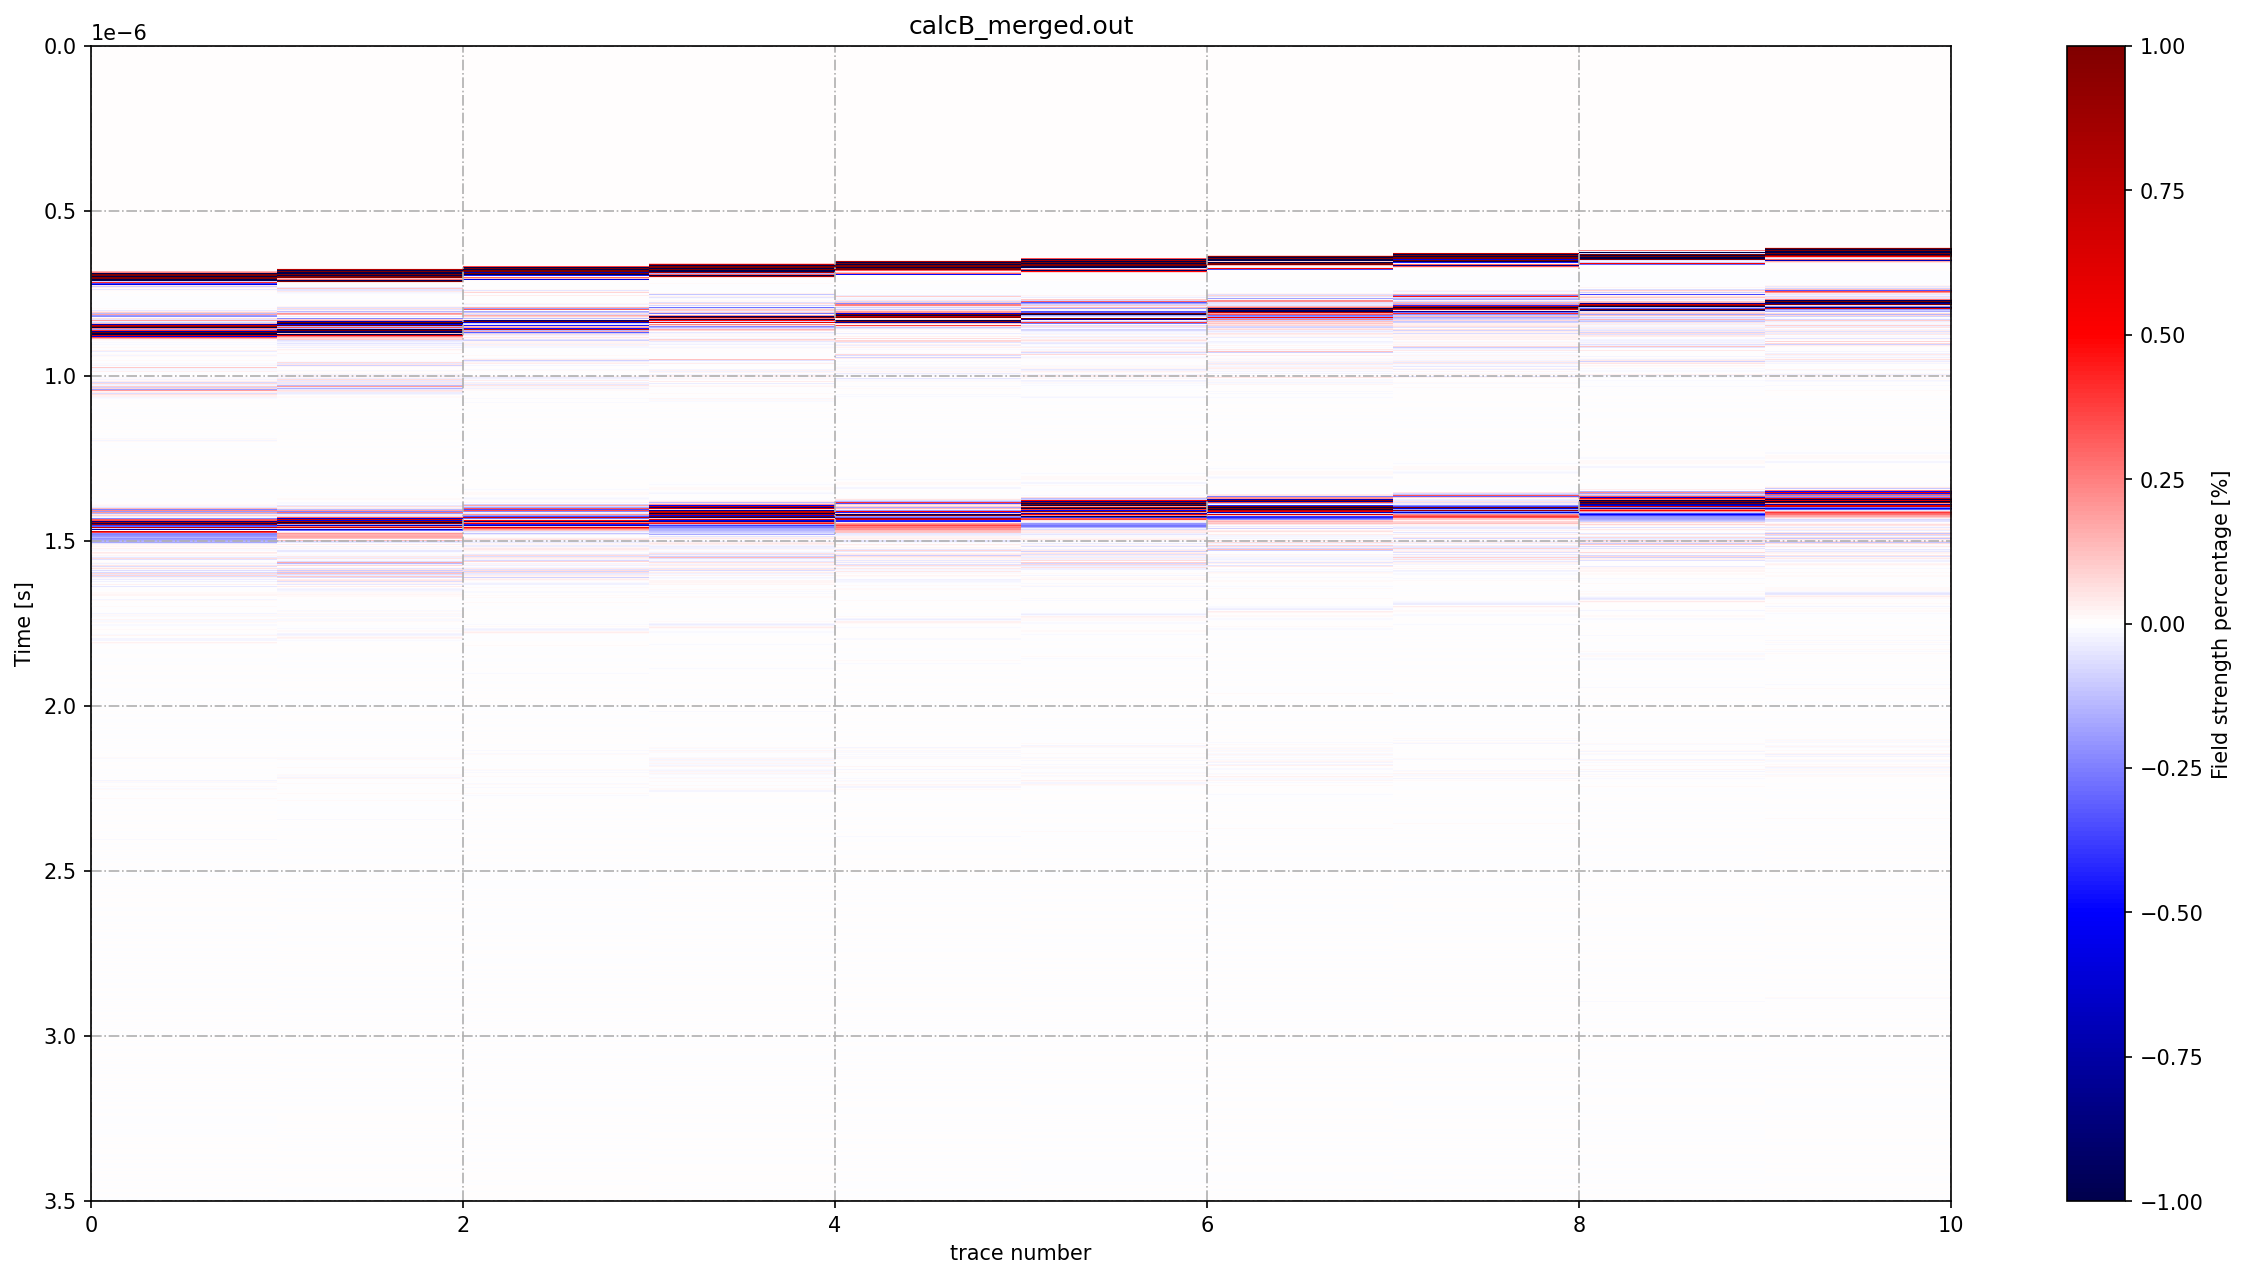 calcB_merged.out
1e−6
0.0
0.5
1.0
1.5
2.0
2.5
3.0
3.5
Time [s]
0 2 4 6 8 10
trace number
1.00
0.75
0.50
0.25
0.00
−0.25
−0.50
−0.75
−1.00
Field strength percentage [%]